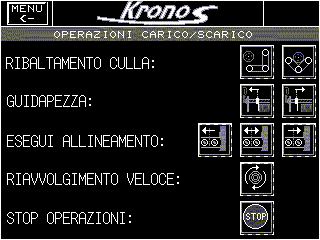 MENU
<-
Kronos
OPERAZIONI CARICO/SCARICO
RIBALTAMENTO CULLA:
GUIDAPEZZA:
ESEGUI ALLINEAMENTO:
RIAVVOLGIMENTO VELOCE:
STOP OPERAZIONI:
STOP